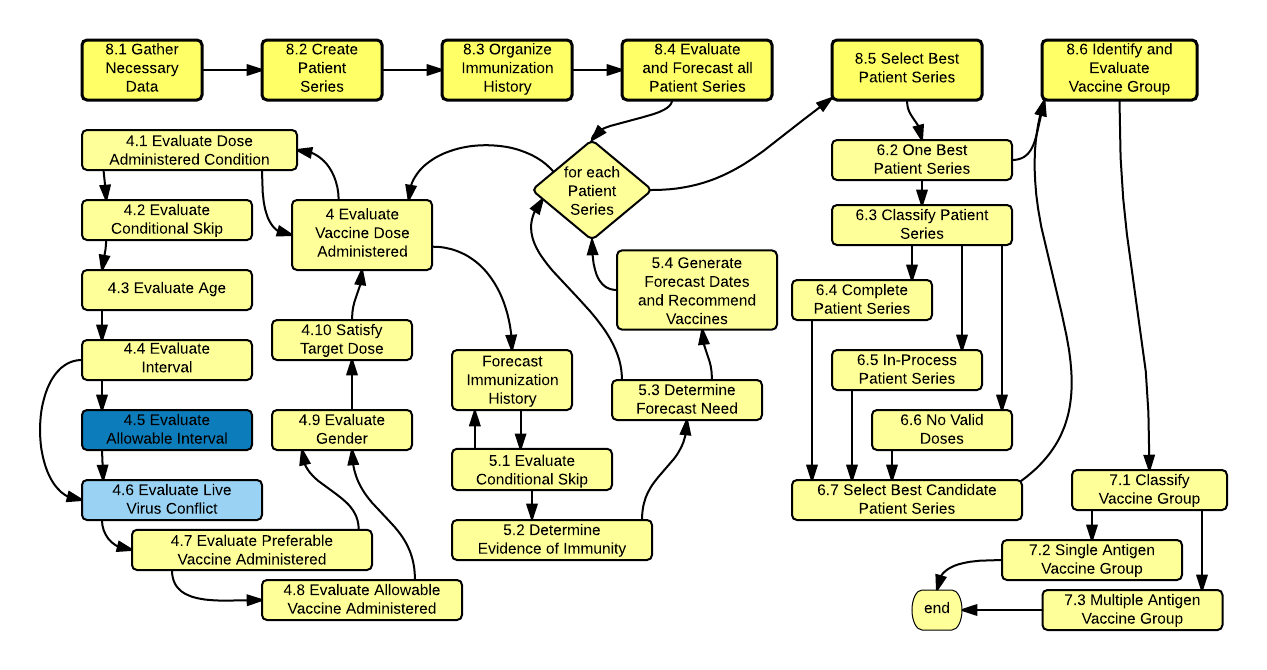 8.1 Gather
Necessary
Data
8.2 Create
Patient
Series
8.3 Organize
Immunization
History
8.4 Evaluate
and Forecast all
Patient Series
8.5 Select Best
Patient Series
8.6 Identify and
Evaluate
Vaccine Group
4.1 Evaluate Dose
Administered Condition
4.2 Evaluate
Conditional Skip
4.3 Evaluate Age
4.4 Evaluate
Interval
4.5 Evaluate
Allowable Interval
4.6 Evaluate Live
Virus Conflict
4.7 Evaluate Preferable
Vaccine Administered
4.8 Evaluate Allowable
Vaccine Administered
4.9 Evaluate
Gender
4.10 Satisfy
Target Dose
4 Evaluate
Vaccine Dose
Administered
for each
Patient
Series
Forecast
Immunization
History
5.1 Evaluate
Conditional Skip
5.2 Determine
Evidence of Immunity
5.3 Determine
Forecast Need
5.4 Generate
Forecast Dates
and Recommend
Vaccines
6.2 One Best
Patient Series
6.3 Classify Patient
Series
6.4 Complete
Patient Series
6.5 In-Process
Patient Series
6.6 No Valid
Doses
6.7 Select Best Candidate
Patient Series
7.1 Classify
Vaccine Group
7.2 Single Antigen
Vaccine Group
7.3 Multiple Antigen
Vaccine Group
end